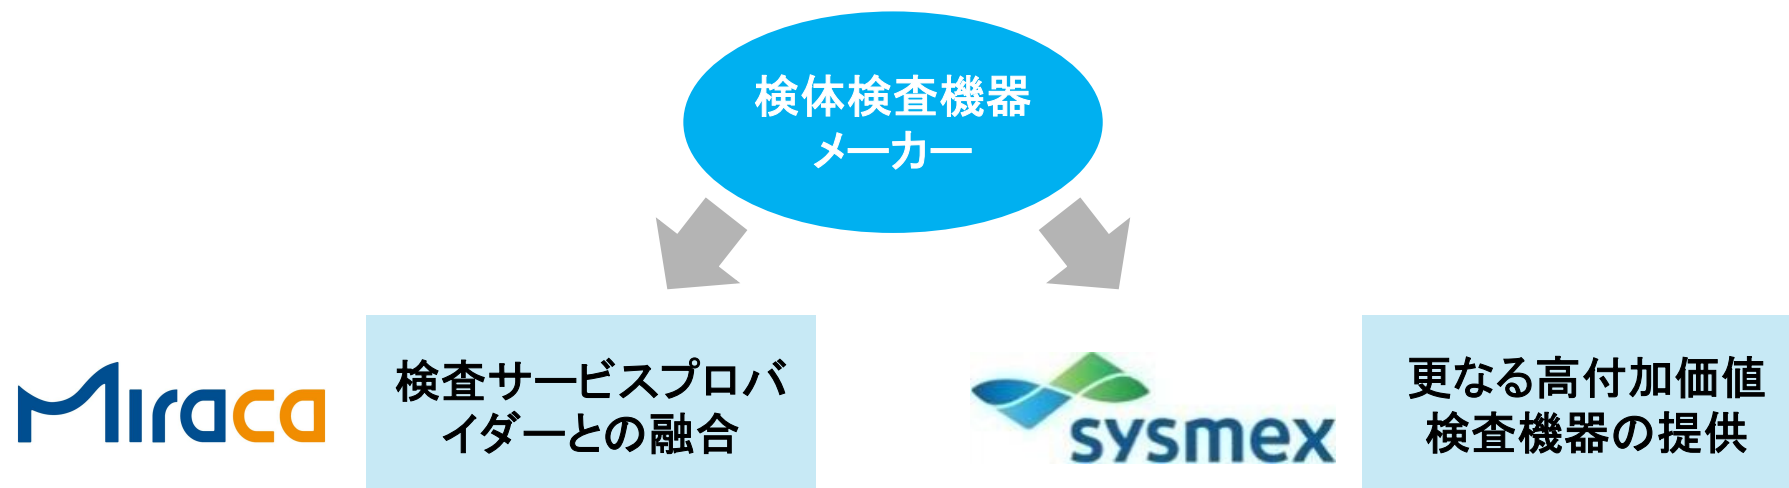 検体検査機器
メーカー
Miraca
検査サービスプロバ
イダーとの融合
sysmex
更なる高付加価値
検査機器の提供